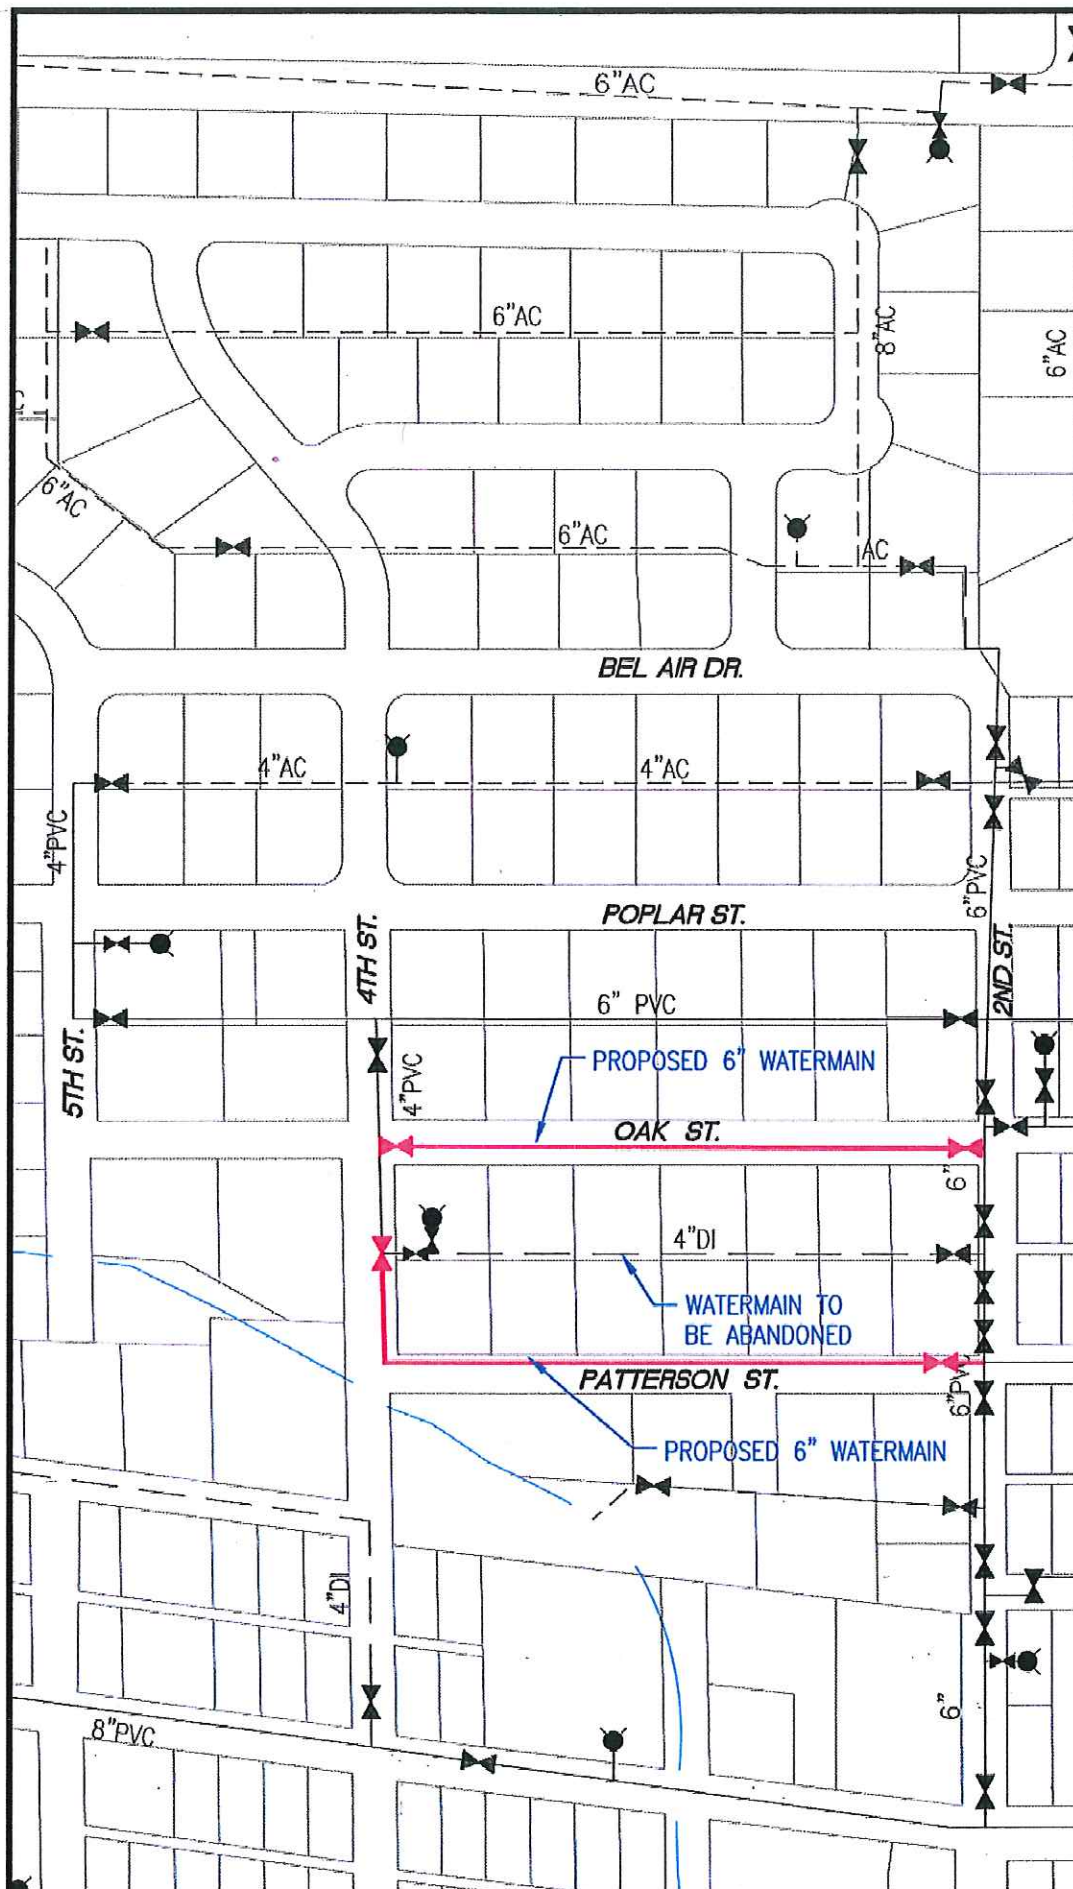 6"AC
6"AC
8"AC
6"AC
6"AC
6"AC
AC
BEL AIR DR.
4"AC
4"AC
4"PVC
6"PVC
POPLAR ST.
4TH ST.
2ND ST.
6" PVC
5TH ST.
PROPOSED 6" WATERMAIN
4"PVC
OAK ST.
6"
4"DI
WATERMAIN TO
BE ABANDONED
PATTERSON ST.
6"PVC
PROPOSED 6" WATERMAIN
4"DI
6"
8"PVC